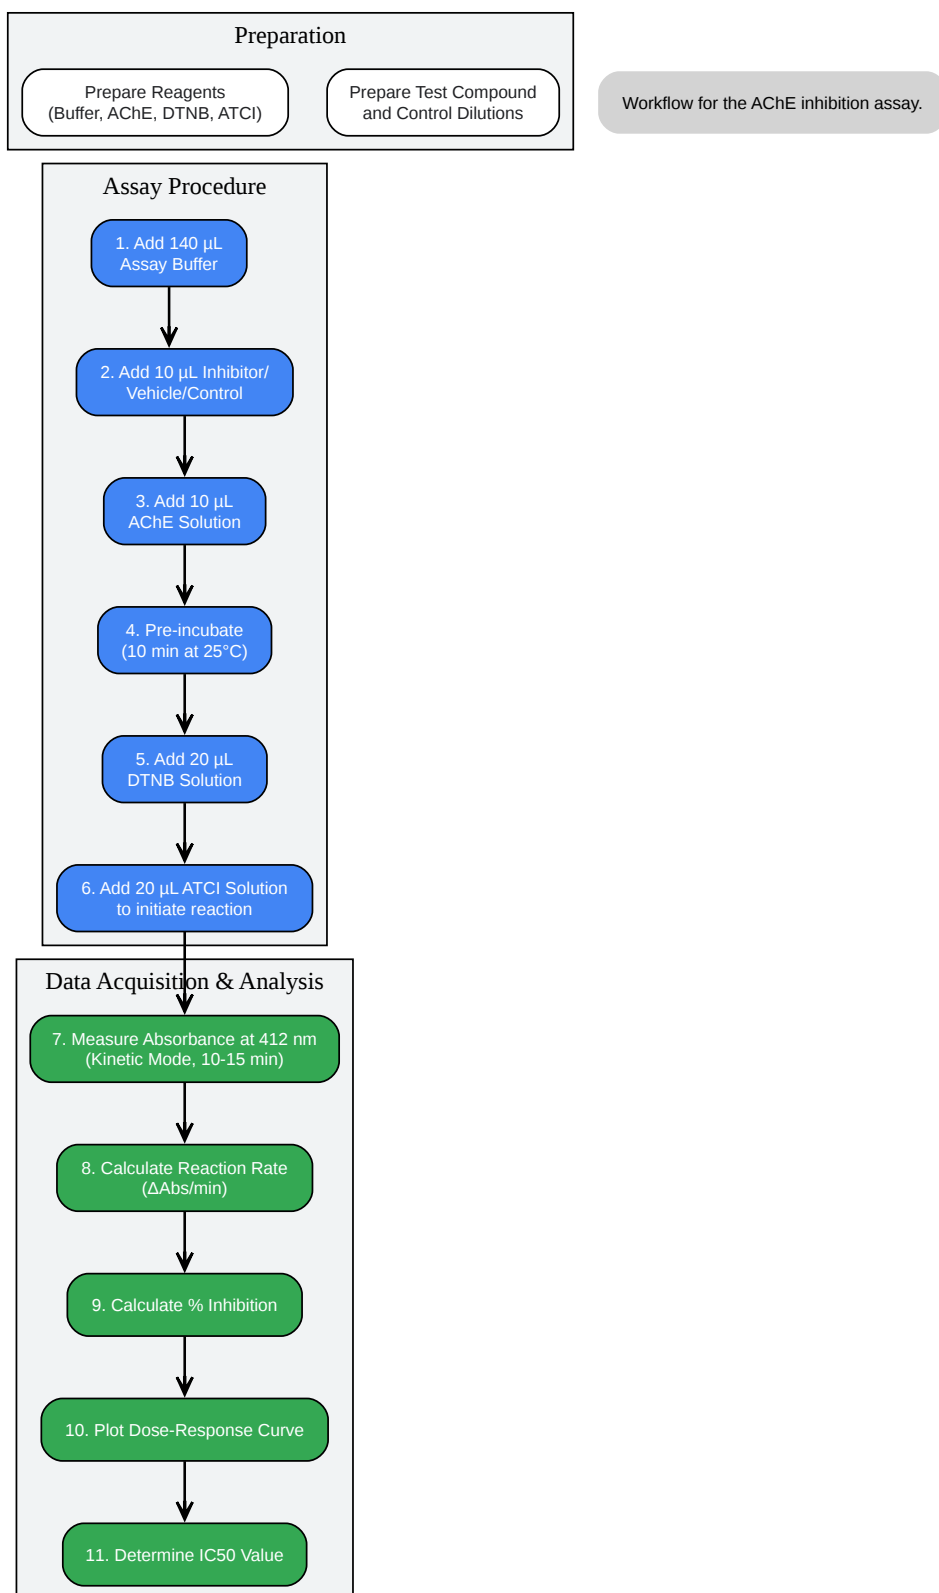 Preparation
Prepare Reagents
(Buffer, AChE, DTNB, ATCI)
Prepare Test Compound
and Control Dilutions
Workflow for the AChE inhibition assay.
Assay Procedure
1. Add 140 µL
Assay Buffer
2. Add 10 µL Inhibitor/
Vehicle/Control
3. Add 10 µL
AChE Solution
4. Pre-incubate
(10 min at 25°C)
5. Add 20 µL
DTNB Solution
6. Add 20 µL ATCI Solution
to initiate reaction
Data Acquisition & Analysis
7. Measure Absorbance at 412 nm
(Kinetic Mode, 10-15 min)
8. Calculate Reaction Rate
(ΔAbs/min)
9. Calculate % Inhibition
10. Plot Dose-Response Curve
11. Determine IC50 Value